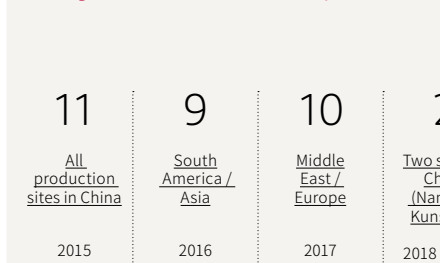 11
All
production
sites in China
2015
9
South
America /
Asia
2016
10
Middle
East /
Europe
2017
Two
2018